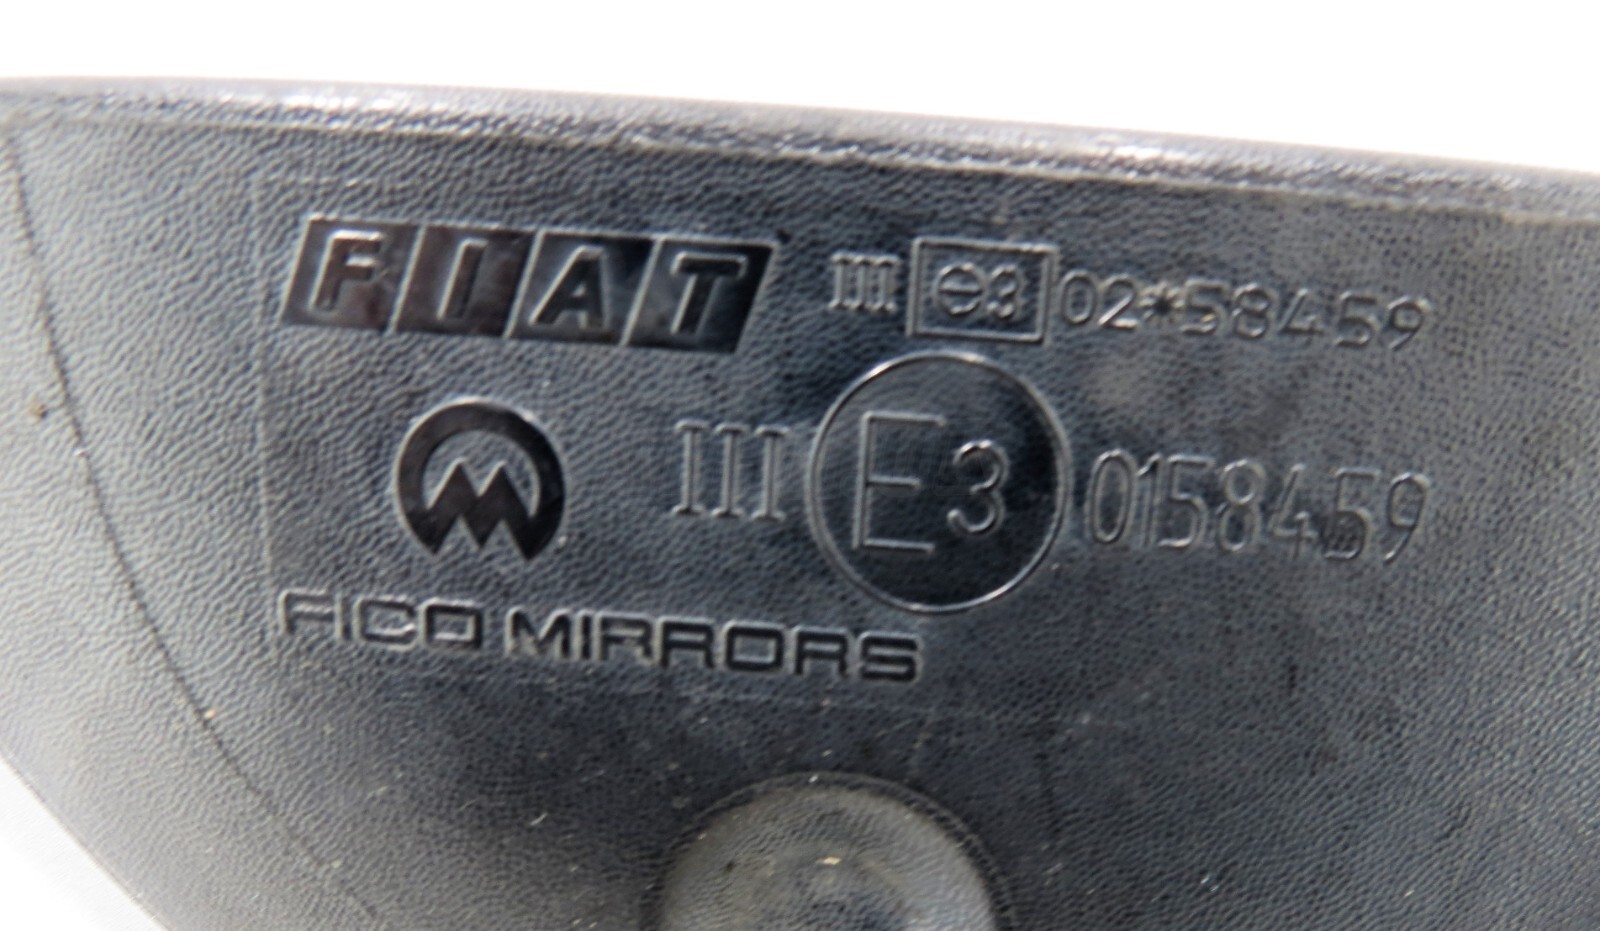 FIAT III e3 02*58459
III E3 0158459
FICO MIRRORS